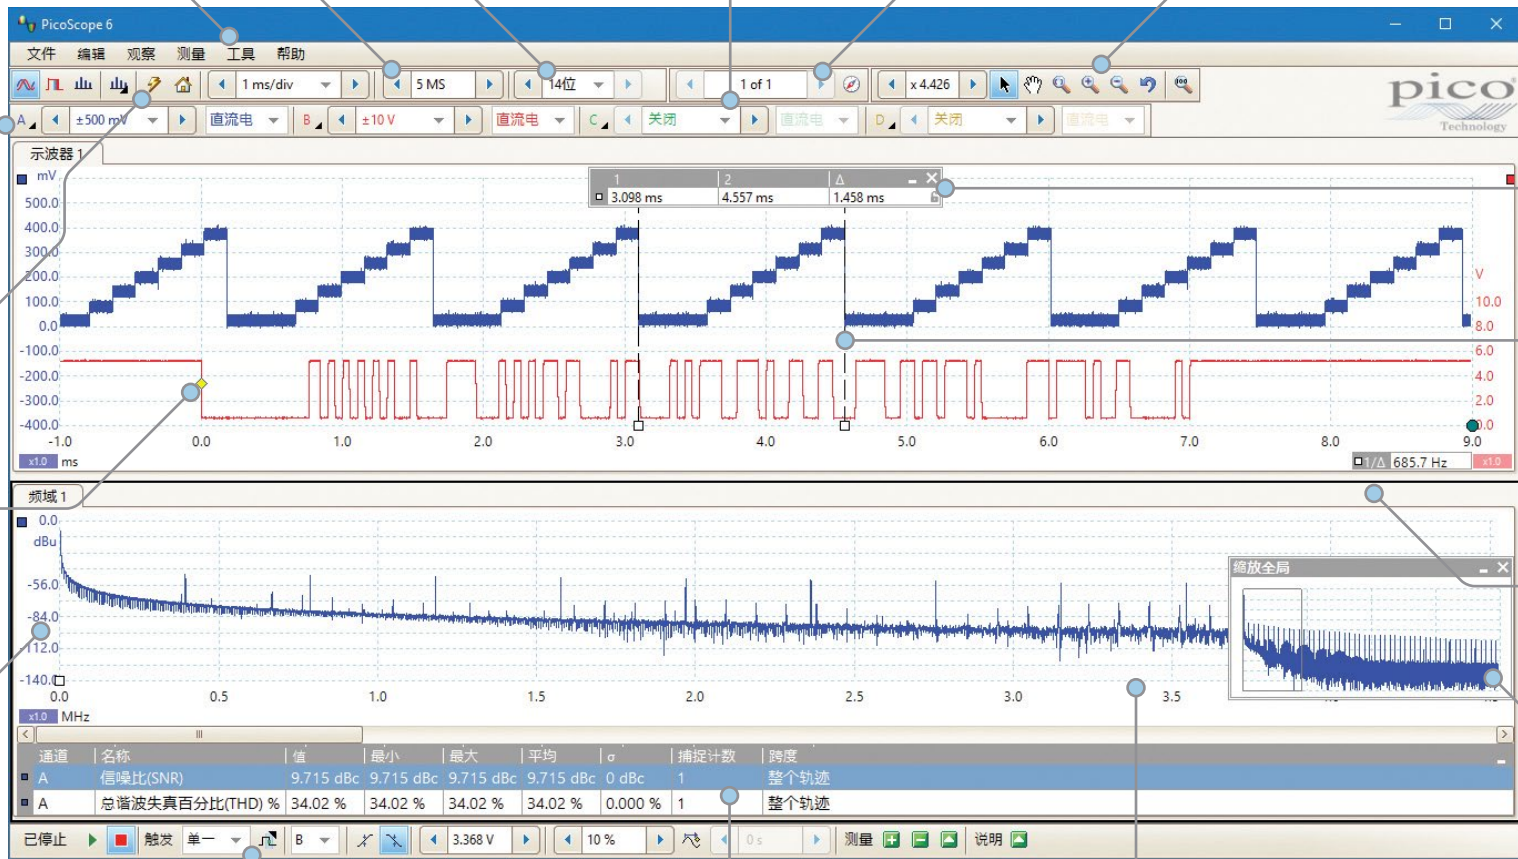 PicoScope 6
文件 编辑 观察 测量 工具 帮助
1 ms/div 5 MS 14位 1 of 1 x 4.426
pico
Technology
A ±500 mV 直流电 B ±10 V 直流电 C 关闭 直流电 D 关闭 直流电
示波器 1
mV
1 2 Δ
3.098 ms 4.557 ms 1.458 ms
500.0
400.0
300.0
200.0 V
100.0 10.0
0.0 8.0
-100.0 6.0
-200.0 4.0
-300.0 2.0
-400.0 0.0
-1.0 0.0 1.0 2.0 3.0 4.0 5.0 6.0 7.0 8.0 9.0
x1.0 ms 1/Δ 685.7 Hz x1.0
频域 1
0.0
dBu
缩放全局
-56.0
-84.0
-112.0
-140.0
0.0 0.5 1.0 1.5 2.0 2.5 3.0 3.5
x1.0 MHz
通道 名称 值 最小 最大 平均 σ 捕捉计数 跨度
A 信噪比(SNR) 9.715 dBc 9.715 dBc 9.715 dBc 9.715 dBc 0 dBc 1 整个轨迹
A 总谐波失真百分比(THD) % 34.02 % 34.02 % 34.02 % 34.02 % 0.000 % 1 整个轨迹
已停止 触发 单一 B 3.368 V 10 % 0 s 测量 说明